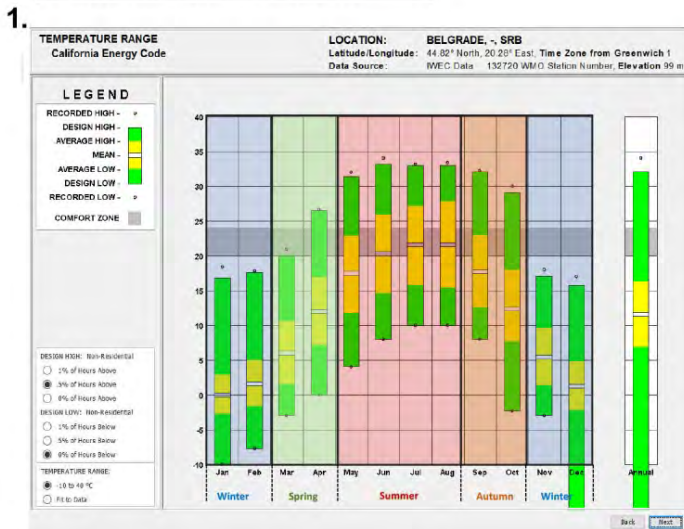 1.
TEMPERATURE RANGE
California Energy Code
LOCATION: BELGRADE, -, SRB
Latitude/Longitude: 44.82° North, 20.28° East, Time Zone from Greenwich 1
Data Source: IWEC Data 132720 WMO Station Number, Elevation 99 m
LEGEND
RECORDED HIGH -
DESIGN HIGH -
AVERAGE HIGH -
MEAN -
AVERAGE LOW -
DESIGN LOW -
RECORDED LOW -
COMFORT ZONE
DESIGN HIGH: Non-Residential
1% of Hours Above
.5% of Hours Above
0% of Hours Above
DESIGN LOW: Non-Residential
1% of Hours Below
.5% of Hours Below
0% of Hours Below
TEMPERATURE RANGE:
-10 to 40 °C
Fit to Data
40
35
30
25
20
15
10
5
0
-5
-10
Jan Feb Mar Apr May Jun Jul Aug Sep Oct Nov Dec Annual
Winter Spring Summer Autumn Winter
Back Next